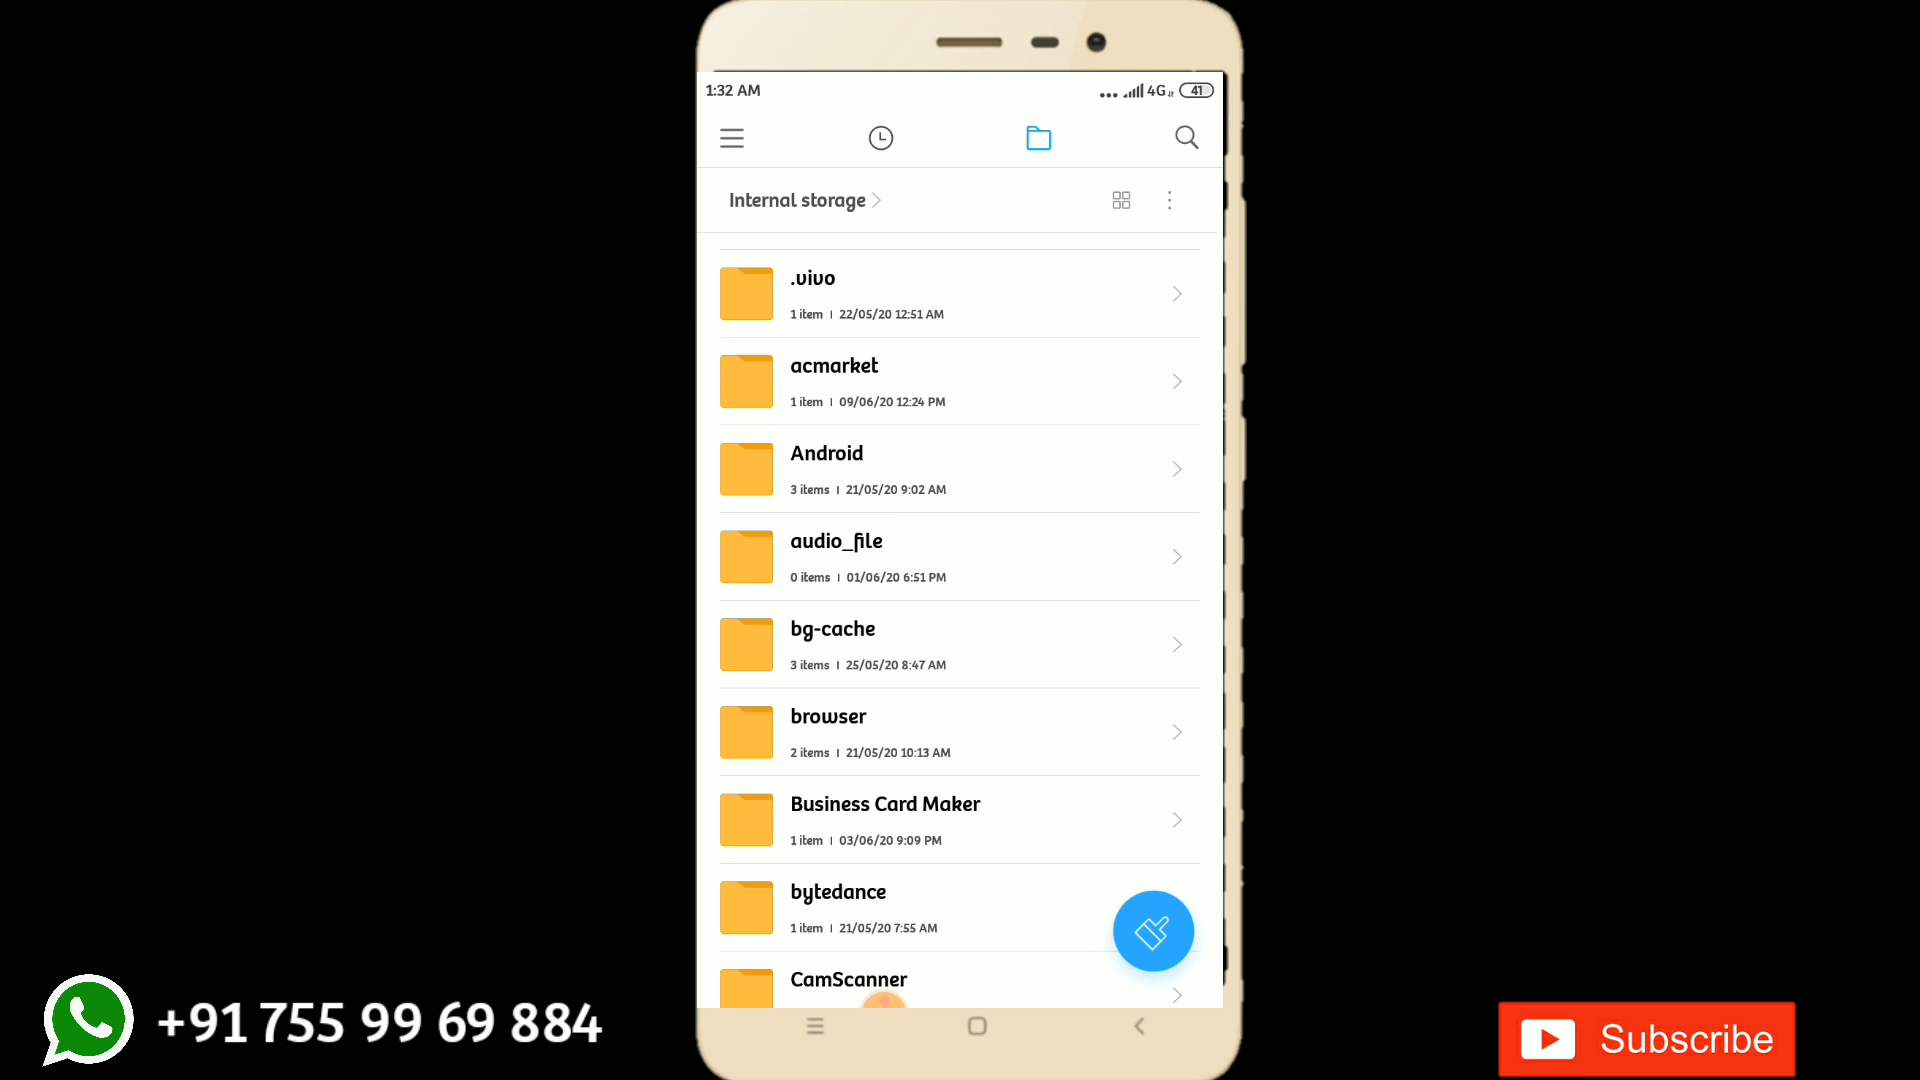 1:32 AM
4G
41
Internal storage
.vivo
1 item | 22/05/20 12:51 AM
acmarket
1 item | 09/06/20 12:24 PM
Android
3 items | 21/05/20 9:02 AM
audio_file
0 items | 01/06/20 6:51 PM
bg-cache
3 items | 25/05/20 8:47 AM
browser
2 items | 21/05/20 10:13 AM
Business Card Maker
1 item | 03/06/20 9:09 PM
bytedance
1 item | 21/05/20 7:55 AM
CamScanner
+91 755 99 69 884
Subscribe